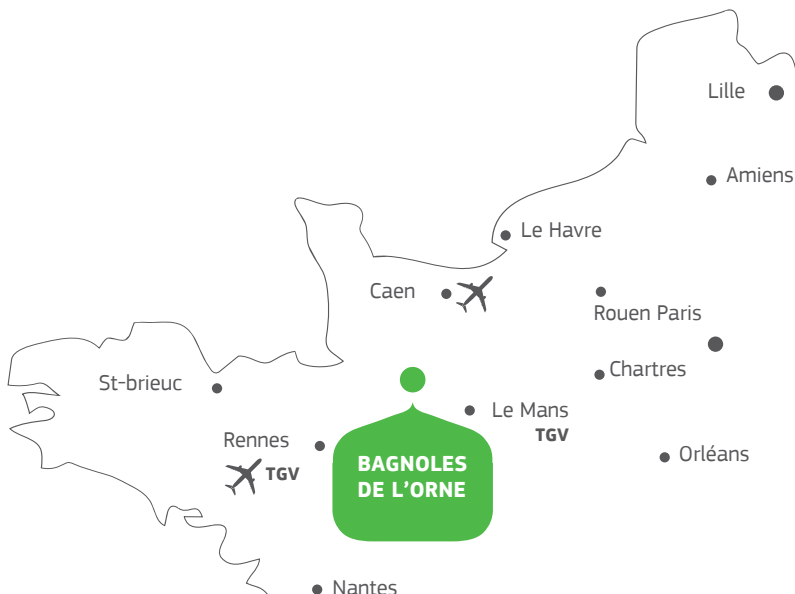 Lille
Amiens
Le Havre
Caen
Rouen Paris
Chartres
St-brieuc
Le Mans
TGV
Rennes
TGV
Orléans
BAGNOLES
DE L'ORNE
Nantes